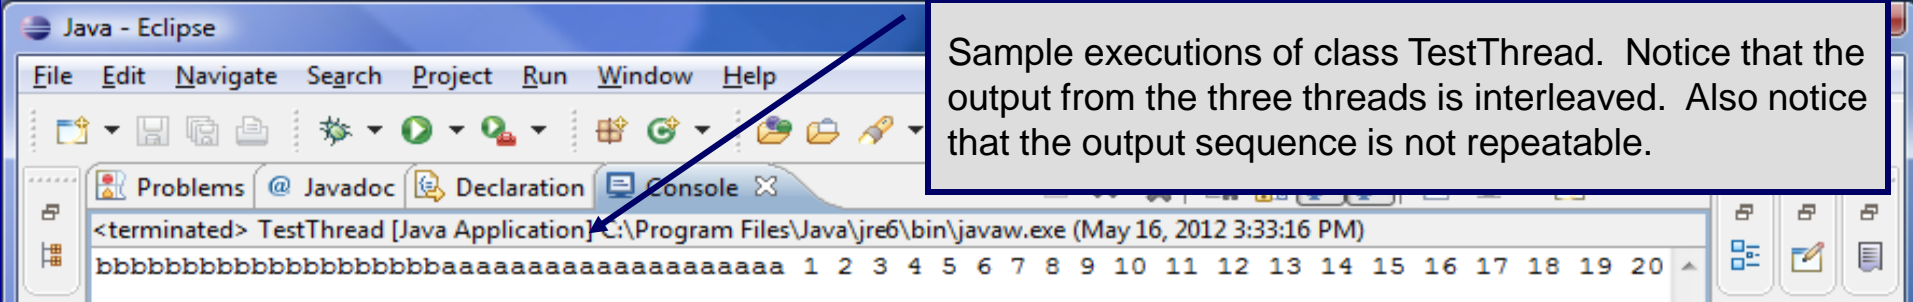 Java - Eclipse
Sample executions of class TestThread.  Notice that the
output from the three threads is interleaved.  Also notice
that the output sequence is not repeatable.
File Edit Navigate Search Project Run Window Help
Problems @ Javadoc Declaration Console
<terminated> TestThread [Java Application] C:\Program Files\Java\jre6\bin\javaw.exe (May 16, 2012 3:33:16 PM)
bbbbbbbbbbbbbbbbbbbbaaaaaaaaaaaaaaaaaaaa 1 2 3 4 5 6 7 8 9 10 11 12 13 14 15 16 17 18 19 20